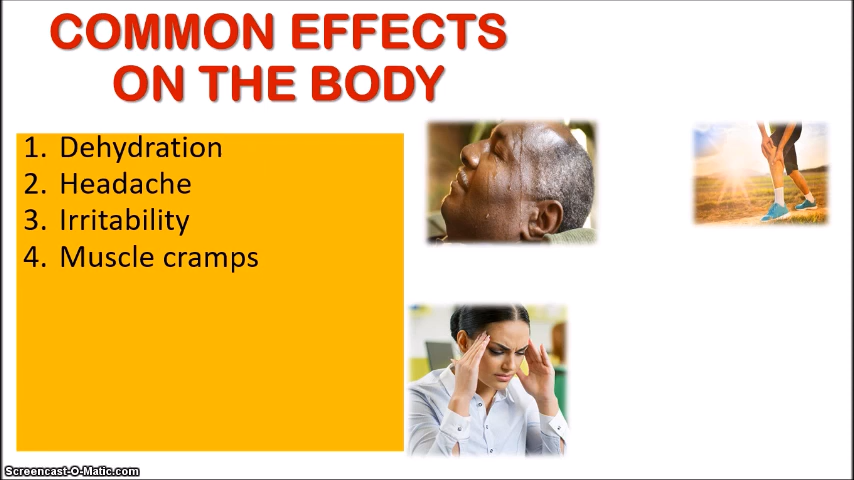 COMMON EFFECTS
ON THE BODY
1. Dehydration
2. Headache
3. Irritability
4. Muscle cramps
Screencast-O-Matic.com